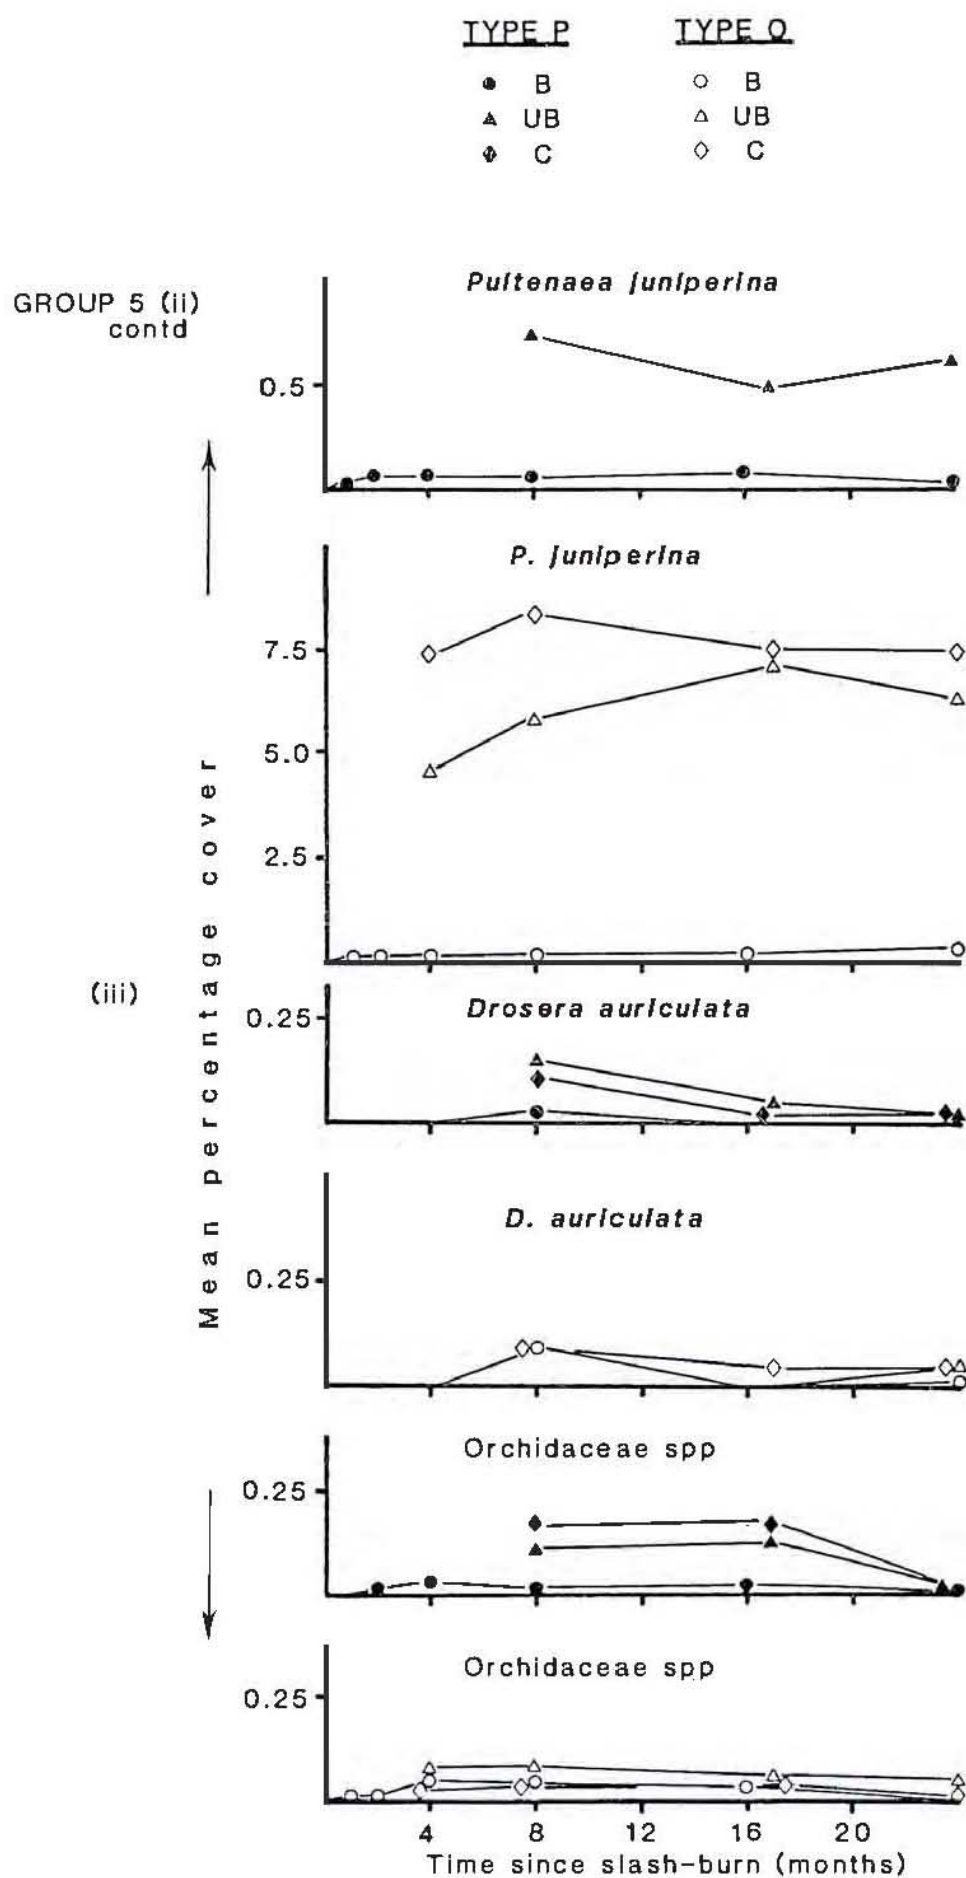 TYPE P TYPE Q
B B
UB UB
C C
GROUP 5 (ii)
contd
Pultenaea juniperina
0.5
P. juniperina
7.5
5.0
2.5
Mean percentage cover
(iii)
Drosera auriculata
0.25
D. auriculata
0.25
Orchidaceae spp
0.25
Orchidaceae spp
0.25
4 8 12 16 20
Time since slash-burn (months)